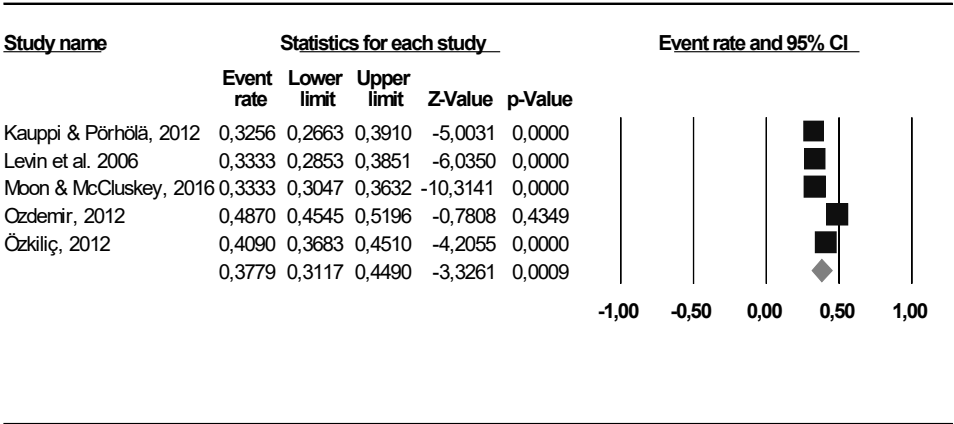 Study name Statistics for each study Event rate and 95% CI
Event Lower Upper
rate limit limit Z-Value p-Value
Kauppi & Pörhölä, 2012 0,3256 0,2663 0,3910 -5,0031 0,0000
Levin et al. 2006 0,3333 0,2853 0,3851 -6,0350 0,0000
Moon & McCluskey, 2016 0,3333 0,3047 0,3632 -10,3141 0,0000
Ozdemir, 2012 0,4870 0,4545 0,5196 -0,7808 0,4349
Özkiliç, 2012 0,4090 0,3683 0,4510 -4,2055 0,0000
0,3779 0,3117 0,4490 -3,3261 0,0009
-1,00 -0,50 0,00 0,50 1,00